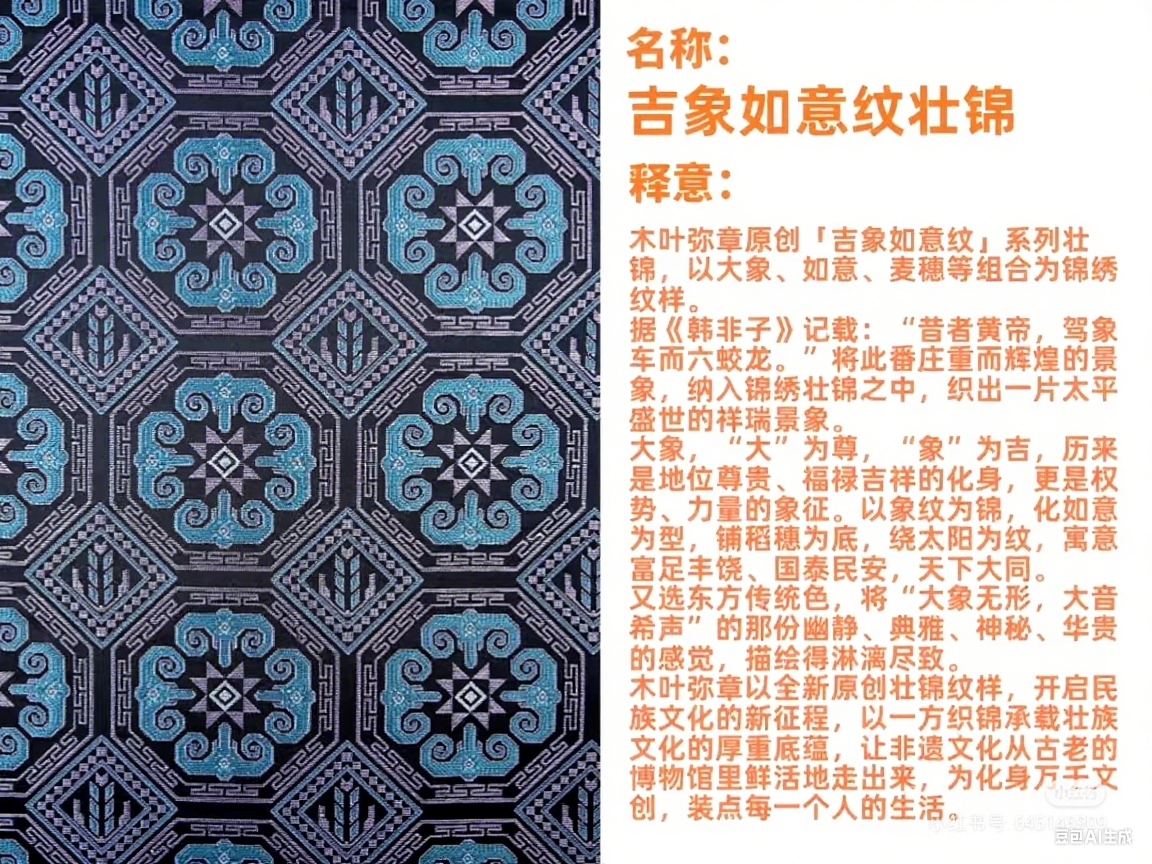 名称：
吉象如意纹壮锦
释意：
木叶弥章原创「吉象如意纹」系列壮
锦，以大象、如意、麦穗等组合为锦绣
纹样。
据《韩非子》记载：“昔者黄帝，驾象
车而六蛟龙。”将此番庄重而辉煌的景
象，纳入锦绣壮锦之中，织出一片太平
盛世的祥瑞景象。
大象，“大”为尊，“象”为吉，历来
是地位尊贵、福禄吉祥的化身，更是权
势、力量的象征。以象纹为锦，化如意
为型，铺稻穗为底，绕太阳为纹，寓意
富足丰饶、国泰民安，天下大同。
又选东方传统色，将“大象无形，大音
希声”的那份幽静、典雅、神秘、华贵
的感觉，描绘得淋漓尽致。
木叶弥章以全新原创壮锦纹样，开启民
族文化的新征程，以一方织锦承载壮族
文化的厚重底蕴，让非遗文化从古老的
博物馆里鲜活地走出来，为化身万千文
创，装点每一个人的生活。
小红书
小红书号
豆包AI生成